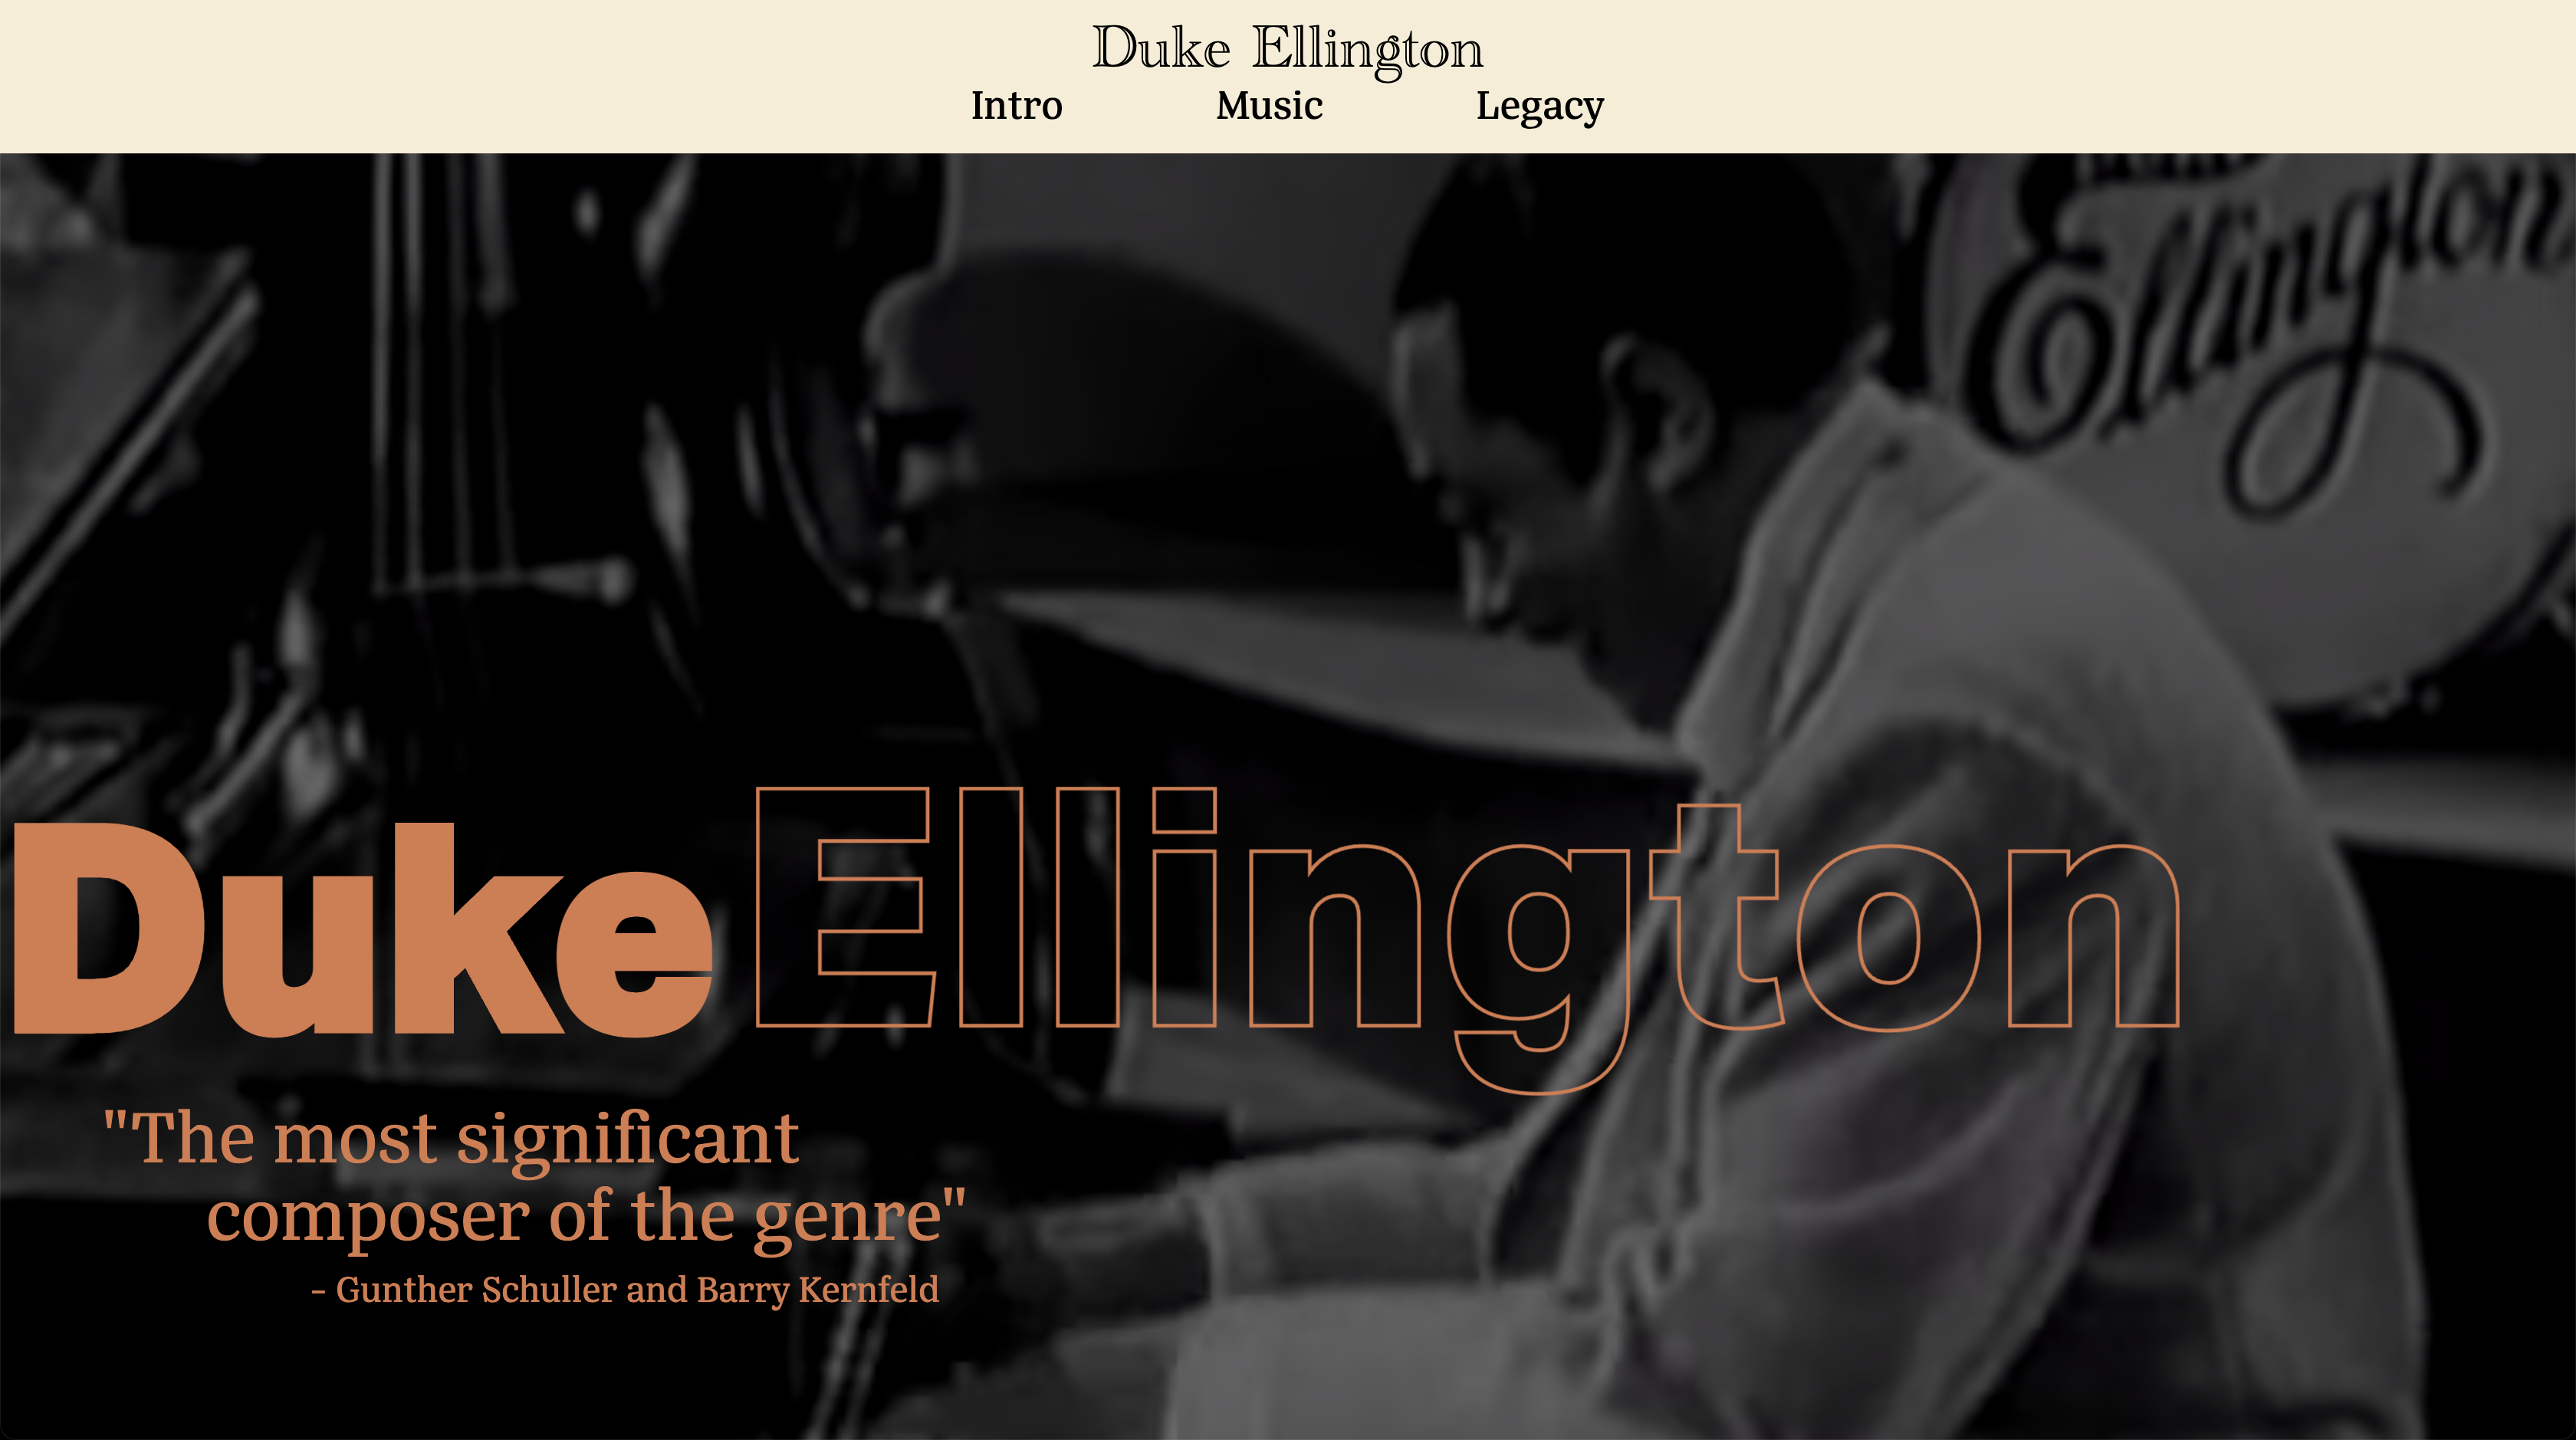 Duke Ellington
Intro Music Legacy
Ellington
Duke Ellington
"The most significant
composer of the genre"
– Gunther Schuller and Barry Kernfeld